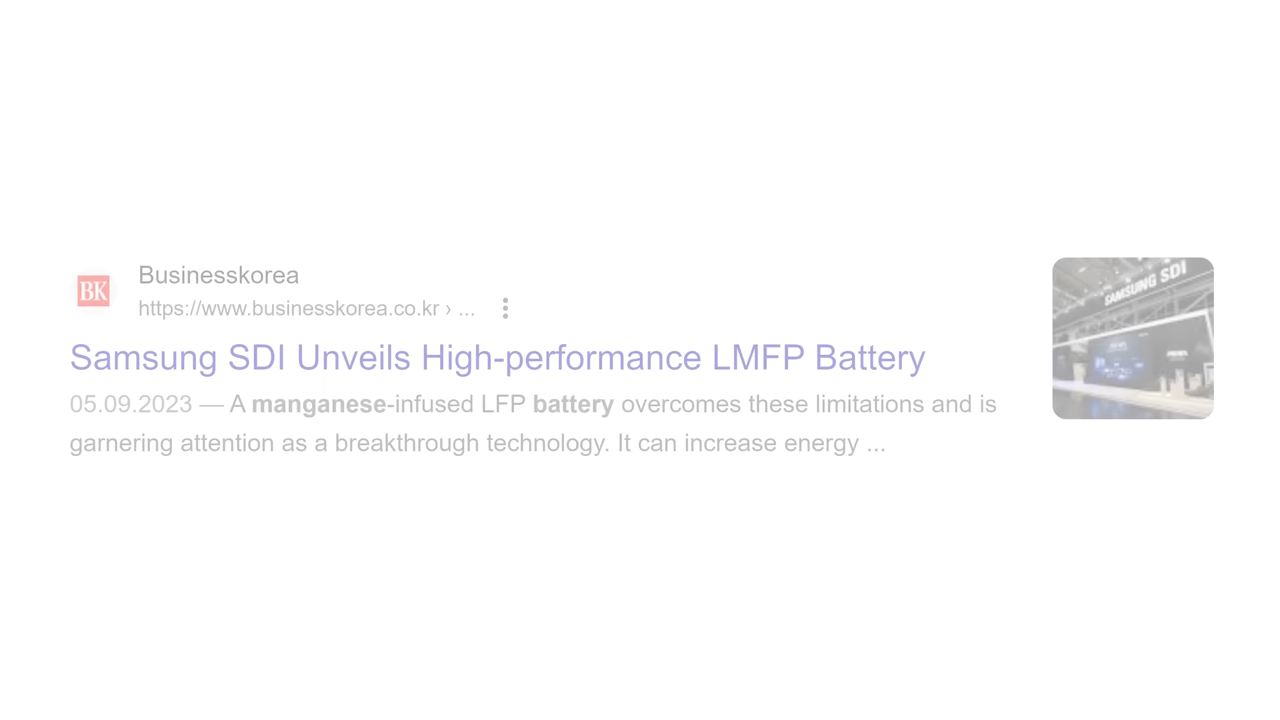 BK
Businesskorea
https://www.businesskorea.co.kr › ...
Samsung SDI Unveils High-performance LMFP Battery
05.09.2023 — A manganese-infused LFP battery overcomes these limitations and is
garnering attention as a breakthrough technology. It can increase energy ...
SAMSUNG SDI